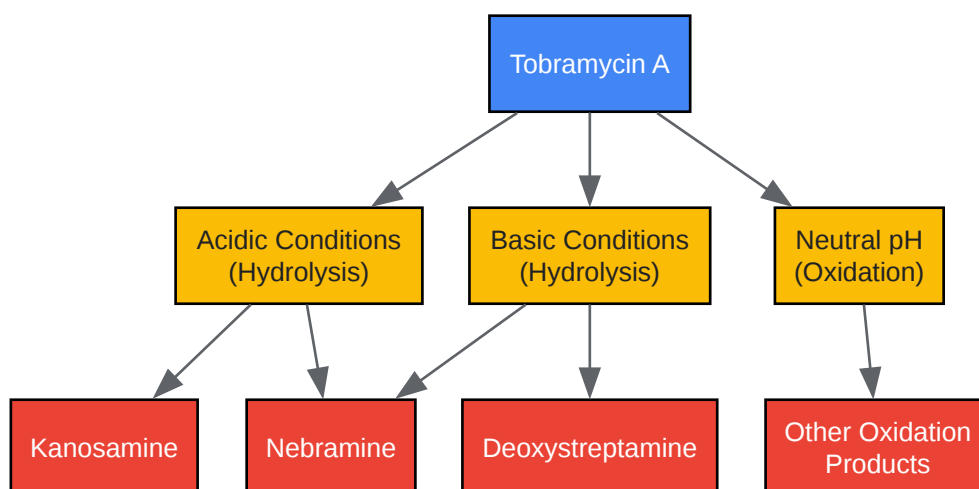 Tobramycin A
Acidic Conditions
(Hydrolysis)
Basic Conditions
(Hydrolysis)
Neutral pH
(Oxidation)
Kanosamine
Nebramine
Deoxystreptamine
Other Oxidation
Products